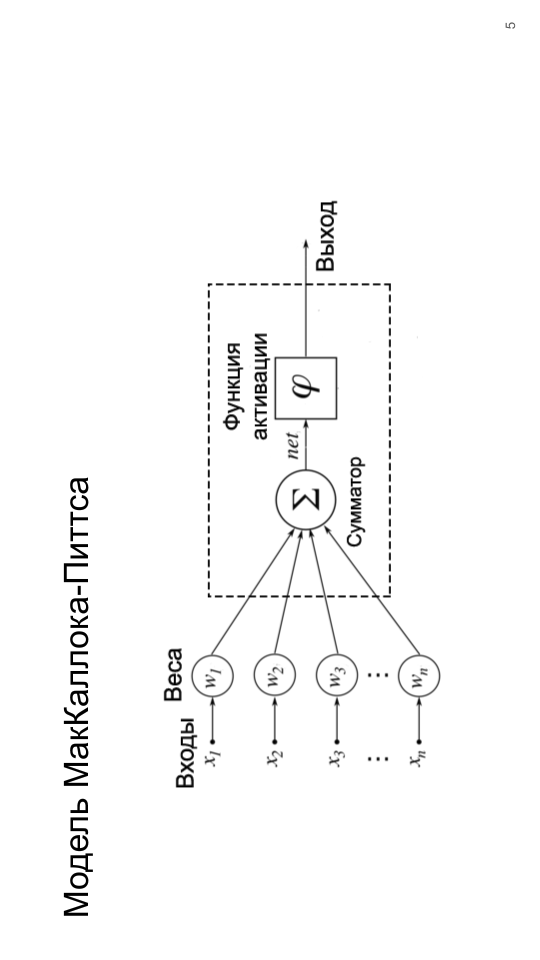 Модель МакКаллока-Питтса
Входы
Веса
x1
w1
x2
w2
x3
w3
⋮
⋮
xn
wn
Σ
Сумматор
net
Функция
активации
φ
Выход
5